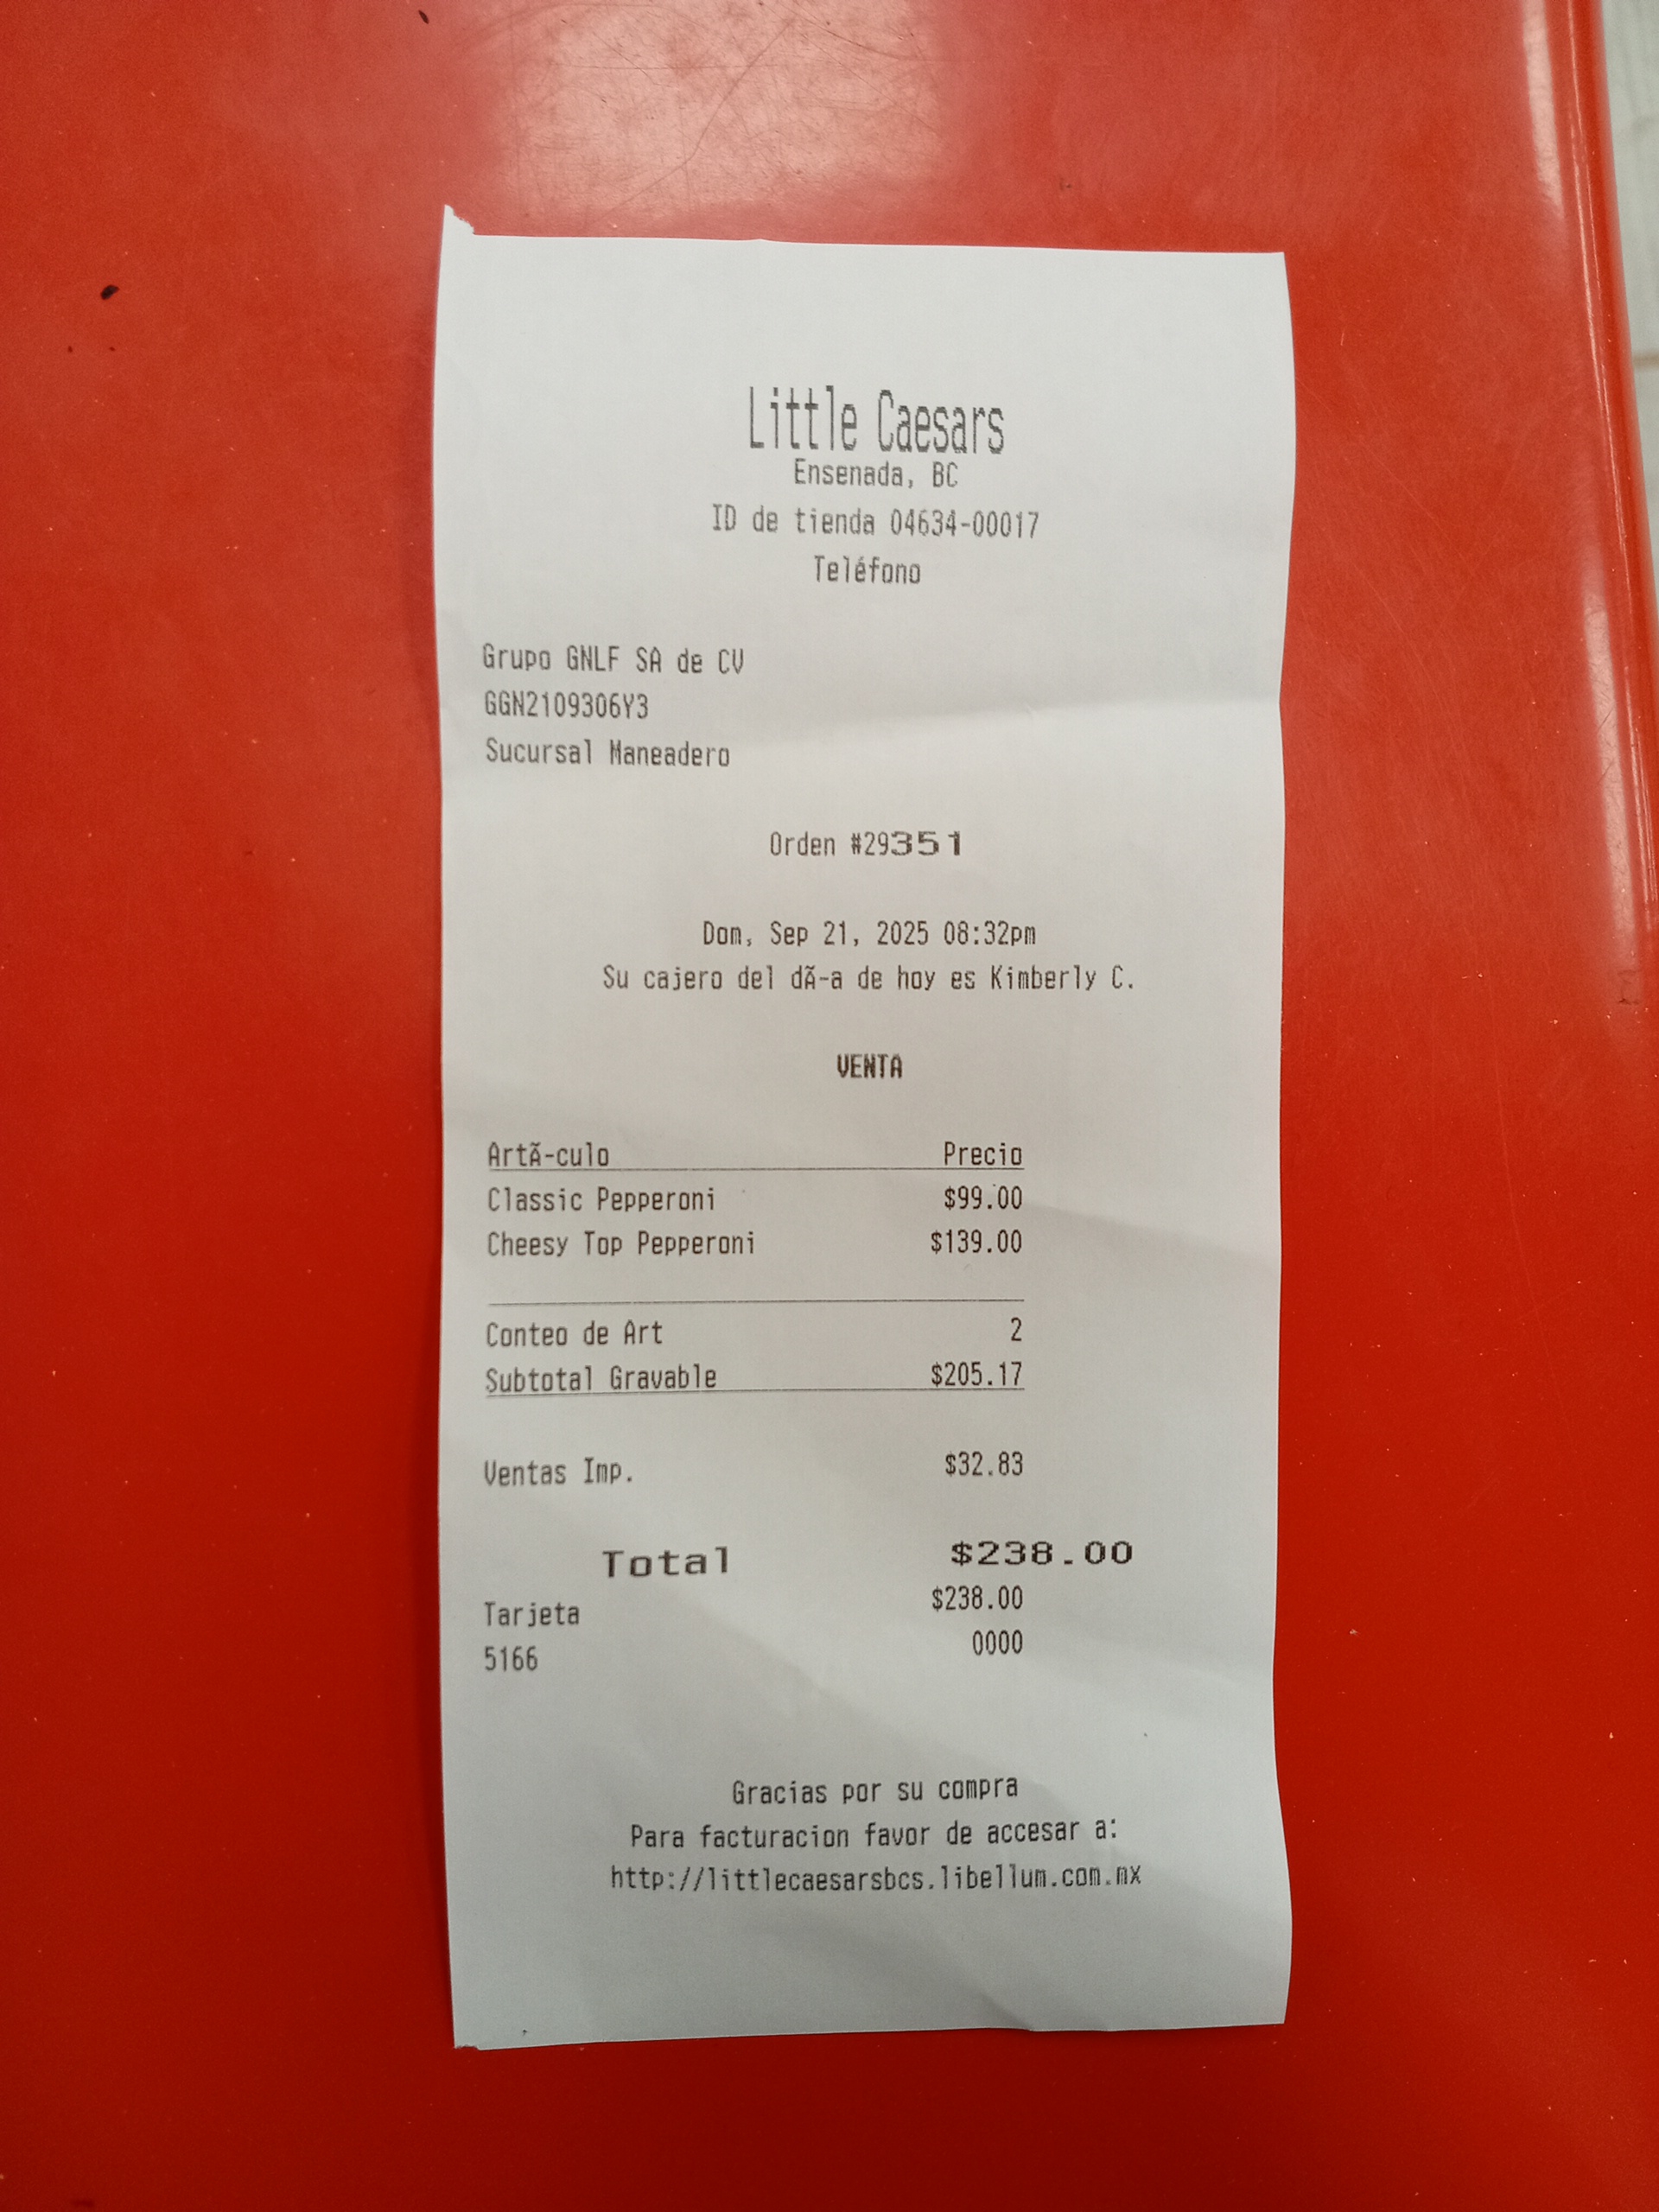 Little Caesars
Ensenada, BC
ID de tienda 04634-00017
Teléfono
Grupo GNLF SA de CV
GGN2109306Y3
Sucursal Maneadero
Orden #29351
Dom, Sep 21, 2025 08:32pm
Su cajero del dÃ-a de hoy es Kimberly C.
VENTA
ArtÃ-culo Precio
Classic Pepperoni $99.00
Cheesy Top Pepperoni $139.00
Conteo de Art 2
Subtotal Gravable $205.17
Ventas Imp. $32.83
Total $238.00
Tarjeta $238.00
5166 0000
Gracias por su compra
Para facturacion favor de accesar a:
http://littlecaesarsbcs.libellum.com.mx